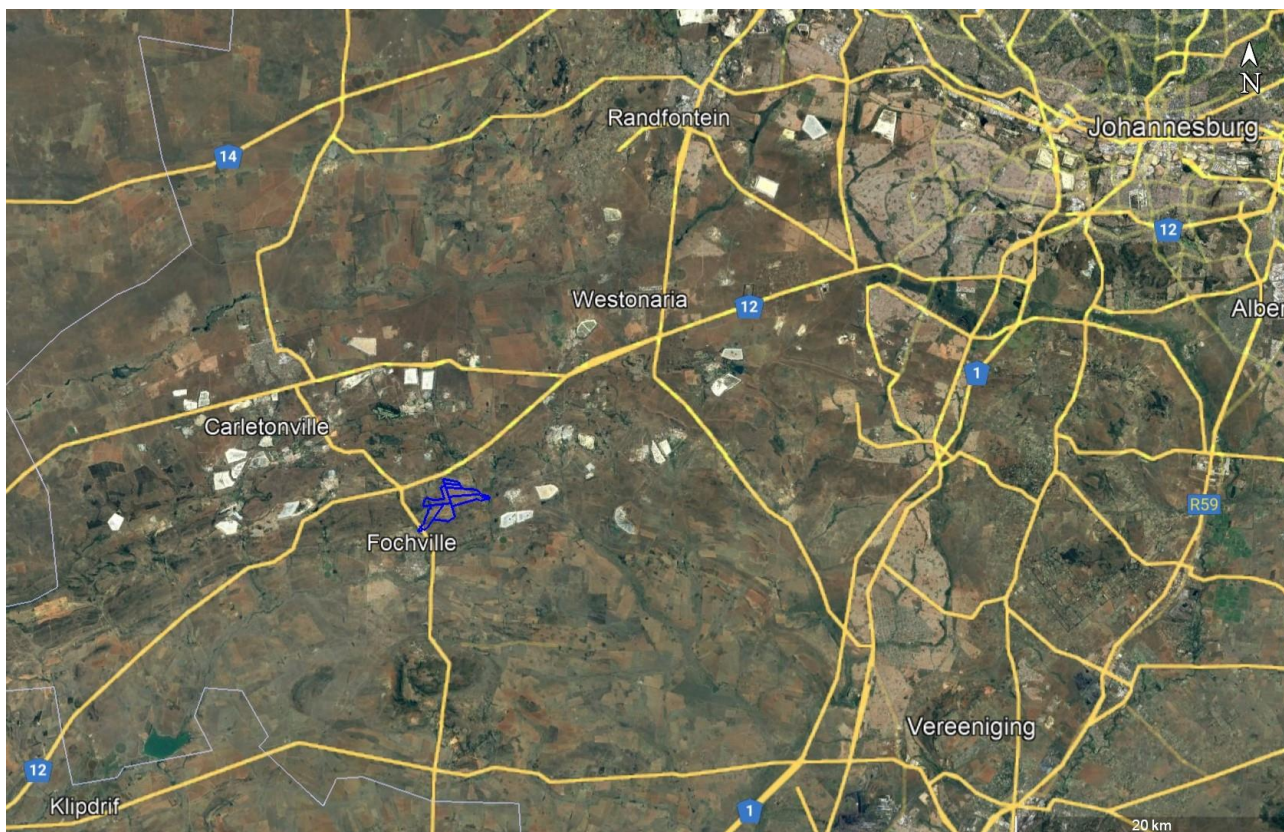 N
Randfontein
Johannesburg
14
12
Westonaria
12
Alber
1
Carletonville
R59
Fochville
Vereeniging
12
Klipdrif
1
20 km